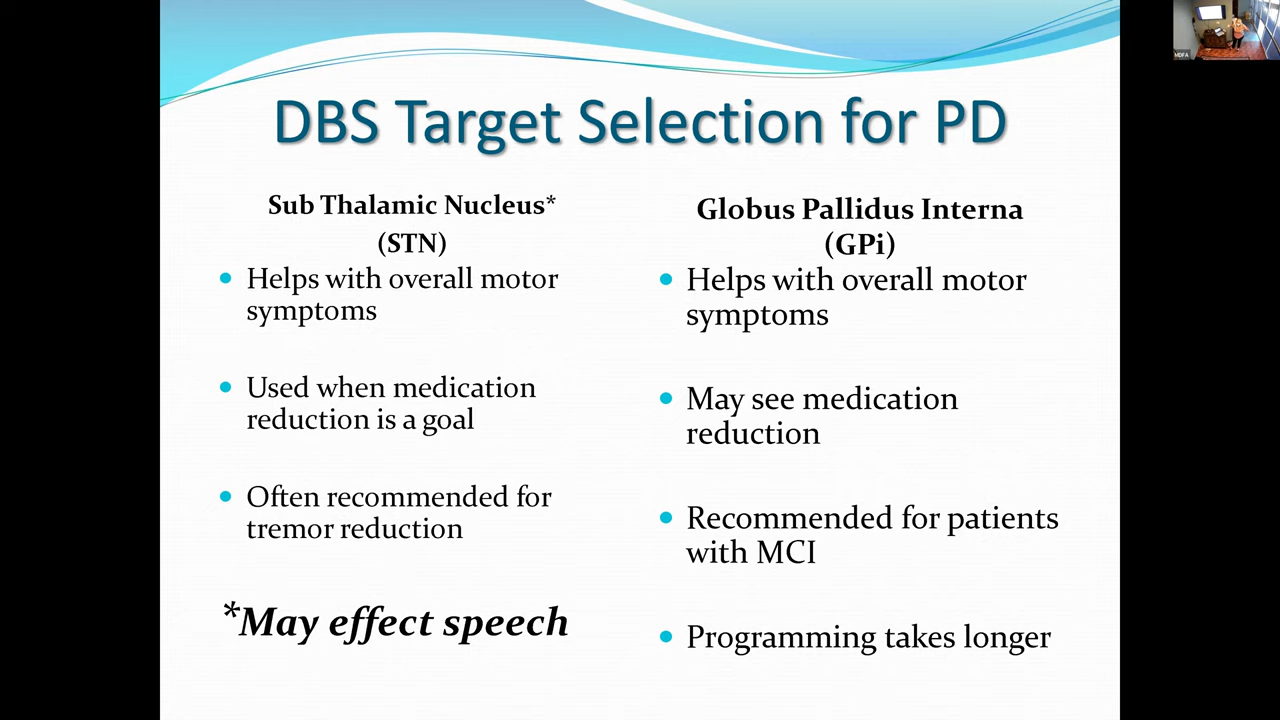 DBS Target Selection for PD
Sub Thalamic Nucleus*
(STN)
• Helps with overall motor
symptoms
• Used when medication
reduction is a goal
• Often recommended for
tremor reduction
*May effect speech
Globus Pallidus Interna
(GPi)
• Helps with overall motor
symptoms
• May see medication
reduction
• Recommended for patients
with MCI
• Programming takes longer
MDFA